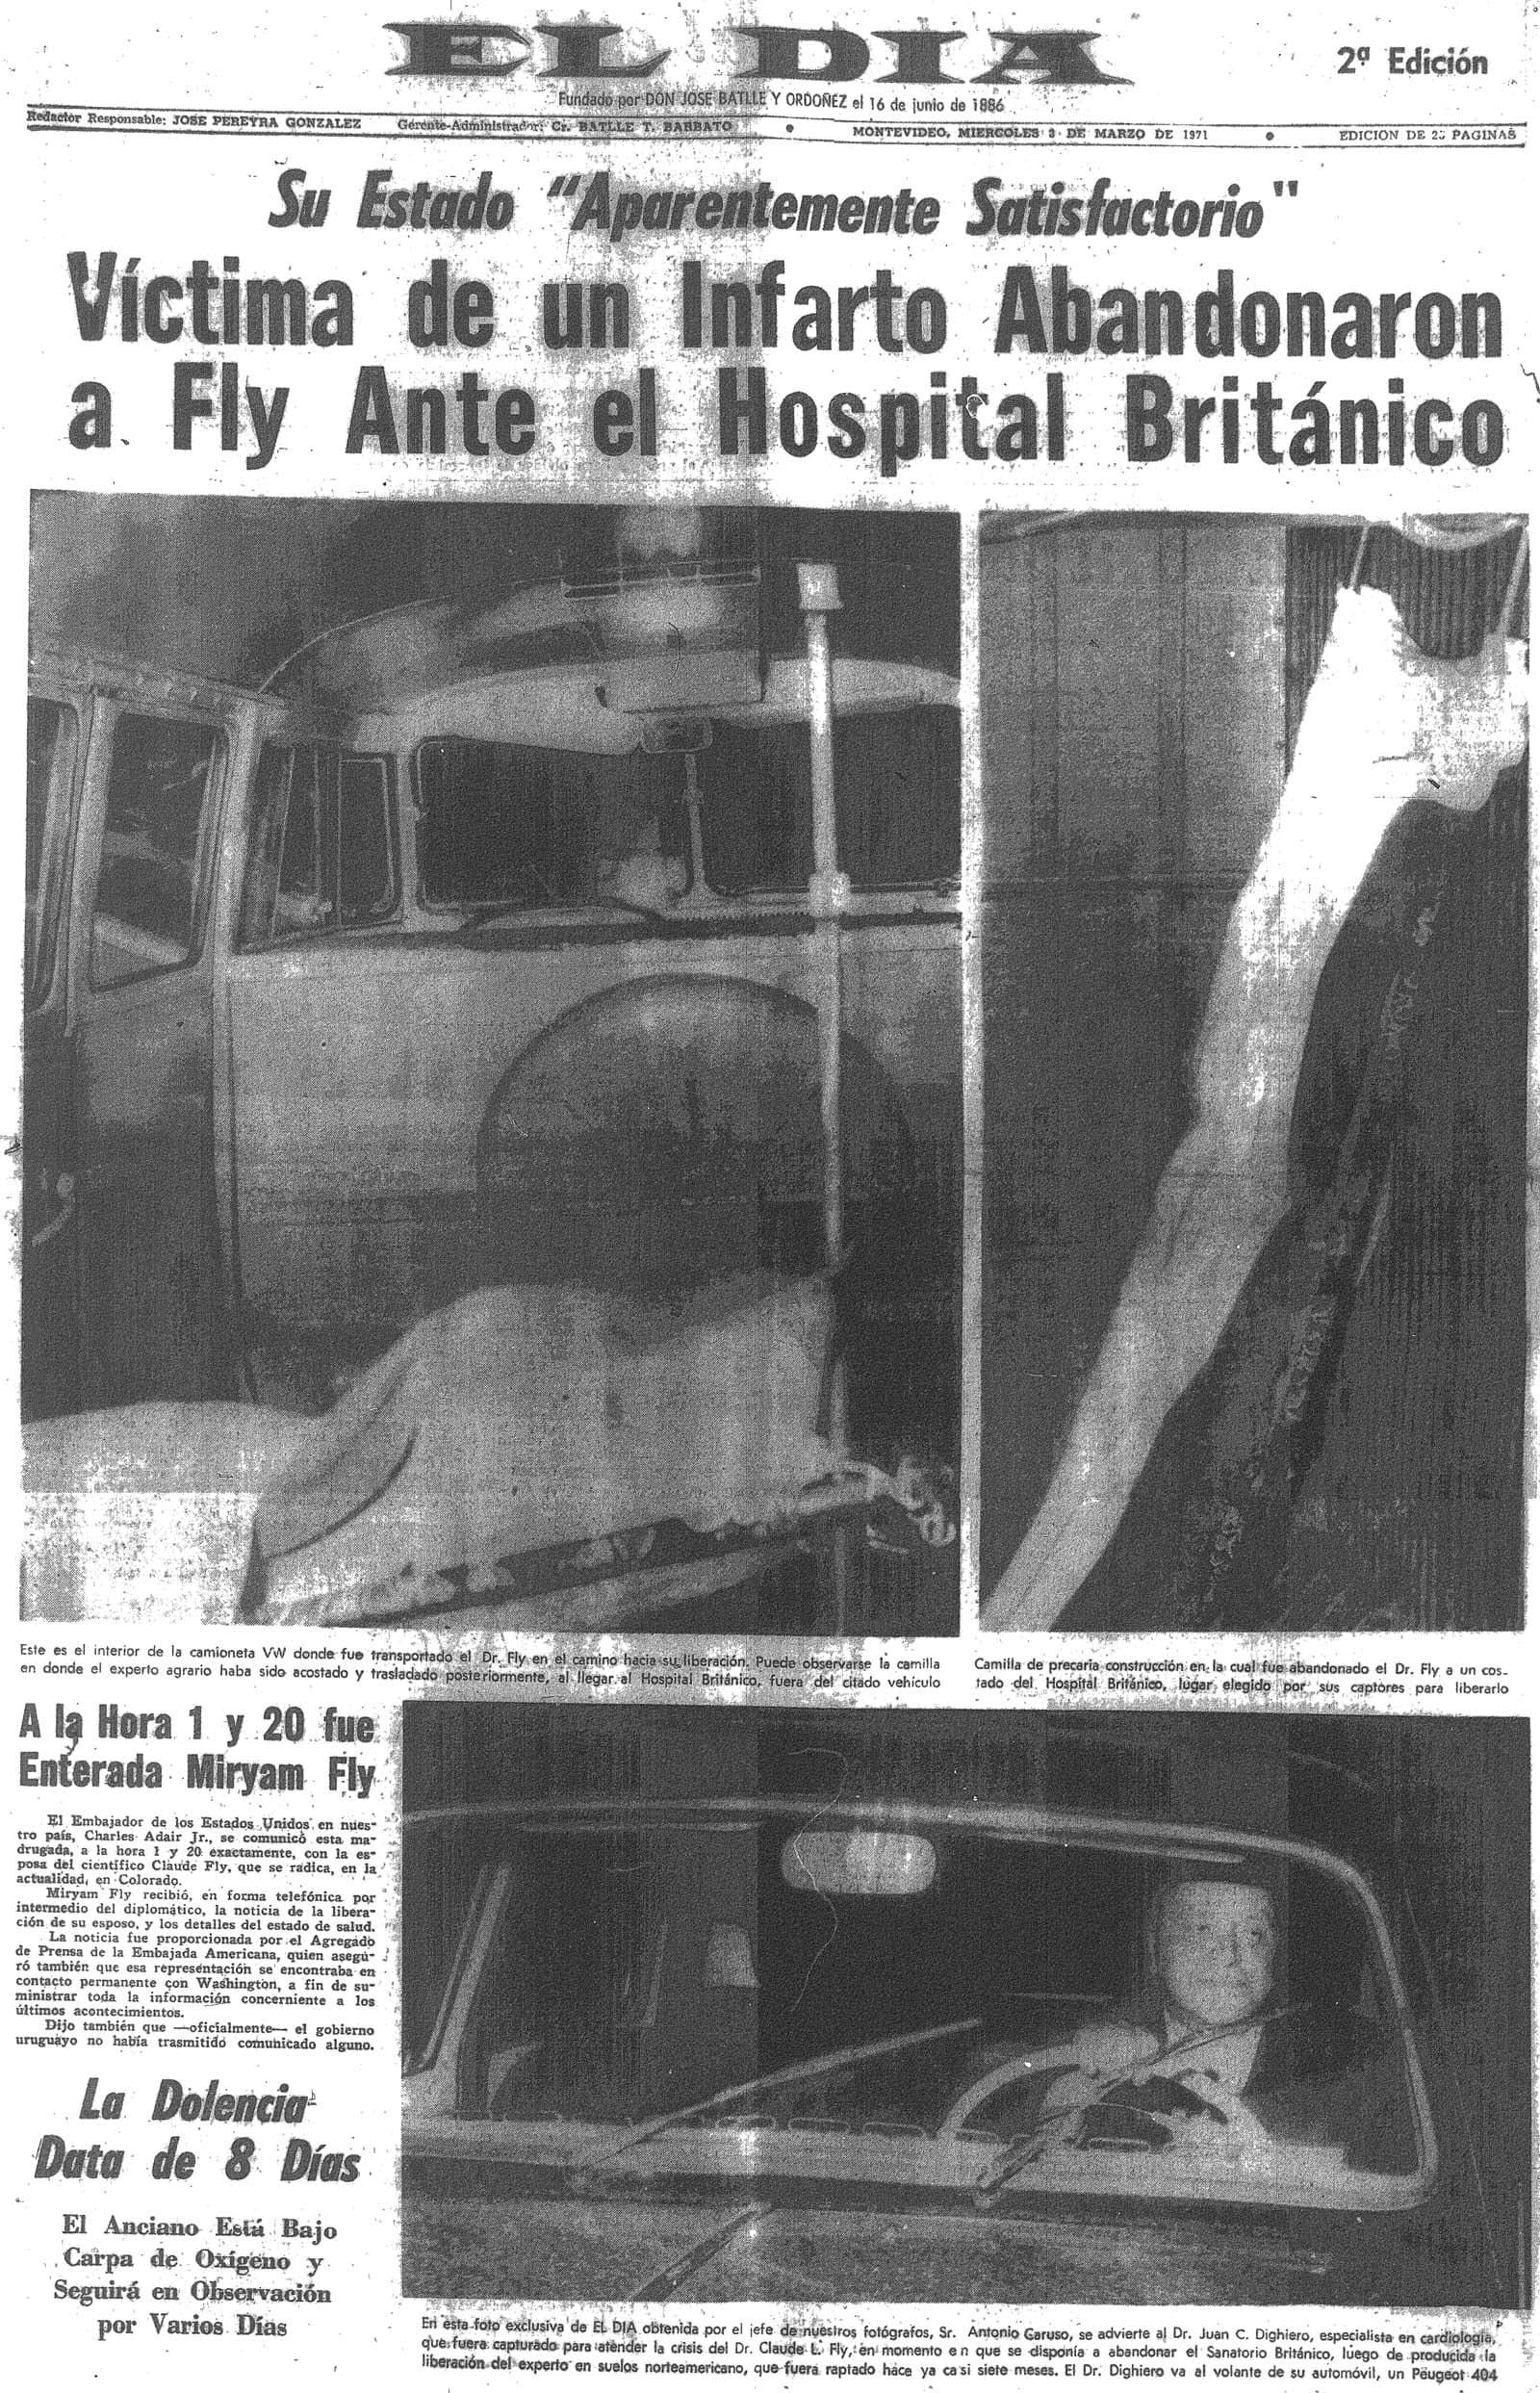 EL DIA
2ª Edición
Fundado por DON JOSE BATLLE Y ORDOÑEZ el 16 de junio de 1886
Redactor Responsable: JOSE PEREYRA GONZALEZ Gerente-Administrador: Cr. BATLLE T. BARBATO • MONTEVIDEO, MIERCOLES 3 DE MARZO DE 1971 • EDICION DE PAGINAS
Su Estado "Aparentemente Satisfactorio"
Víctima de un Infarto Abandonaron
a Fly Ante el Hospital Británico
Este es el interior de la camioneta VW donde fue transportado el Dr. Fly en el camino hacia su liberación. Puede observarse la camilla
en donde el experto agrario haba sido acostado y trasladado posteriormente, al llegar al Hospital Británico, fuera del citado vehículo
Camilla de precaria construcción en la cual fue abandonado el Dr. Fly a un cos-
tado del Hospital Británico, lugar elegido por sus captores para liberarlo
A la Hora 1 y 20 fue
Enterada Miryam Fly
El Embajador de los Estados Unidos en nues-
tro país, Charles Adair Jr., se comunicó esta ma-
drugada, a la hora 1 y 20 exactamente, con la es-
posa del científico Claude Fly, que se radica, en la
actualidad, en Colorado.
Miryam Fly recibió, en forma telefónica por
intermedio del diplomático, la noticia de la libera-
ción de su esposo, y los detalles del estado de salud.
La noticia fue proporcionada por el Agregado
de Prensa de la Embajada Americana, quien asegu-
ró también que esa representación se encontraba en
contacto permanente con Washington, a fin de su-
ministrar toda la información concerniente a los
últimos acontecimientos.
Dijo también que —oficialmente— el gobierno
uruguayo no había trasmitido comunicado alguno.
La Dolencia
Data de 8 Días
El Anciano Está Bajo
Carpa de Oxígeno y
Seguirá en Observación
por Varios Días
En esta foto exclusiva de EL DIA obtenida por el jefe de nuestros fotógrafos, Sr. Antonio Caruso, se advierte al Dr. Juan C. Dighiero, especialista en cardiología,
que fuera capturado para atender la crisis del Dr. Claude L. Fly, en momento en que se disponía a abandonar el Sanatorio Británico, luego de producida la
liberación del experto en suelos norteamericano, que fuera raptado hace ya casi siete meses. El Dr. Dighiero va al volante de su automóvil, un Peugeot 404